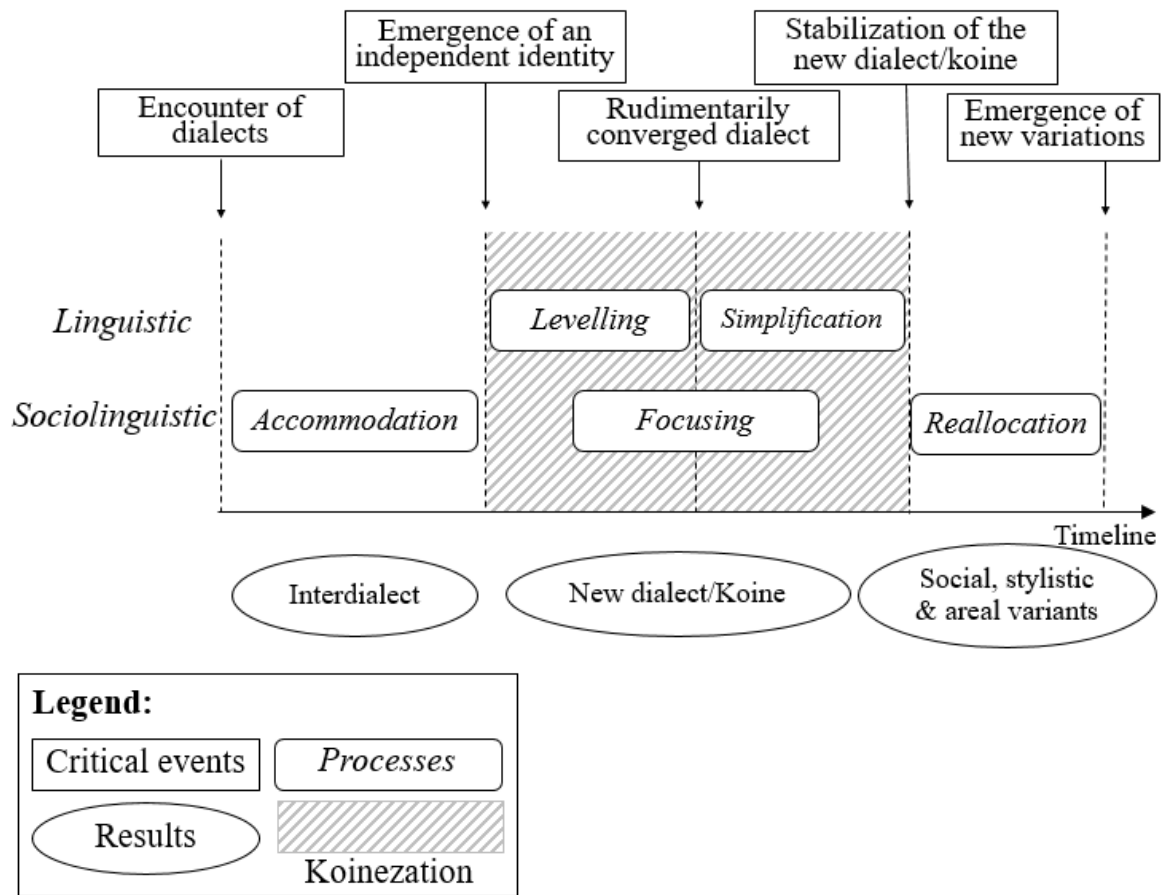 Emergence of an
independent identity
Stabilization of the
new dialect/koine
Encounter of
dialects
Rudimentarily
converged dialect
Emergence of
new variations
Linguistic
Levelling
Simplification
Sociolinguistic
Accommodation
Focusing
Reallocation
Timeline
Interdialect
New dialect/Koine
Social, stylistic
& areal variants
Legend:
Critical events
Processes
Results
Koinezation